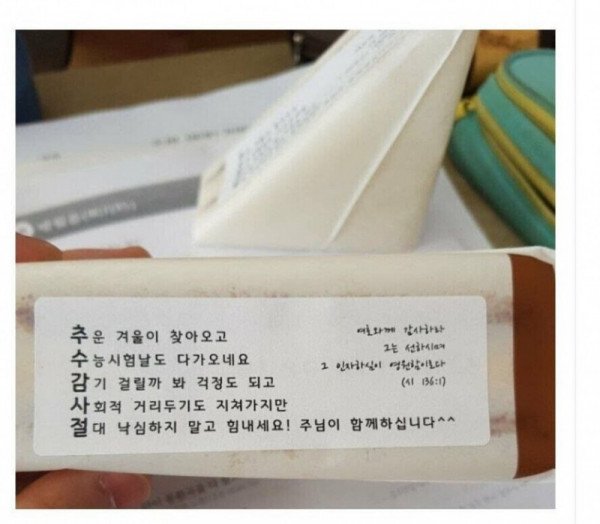 추운 겨울이 찾아오고
수능시험날도 다가오네요
감기 걸릴까 봐 걱정도 되고
사회적 거리두기도 지쳐가지만
절대 낙심하지 말고 힘내세요! 주님이 함께하십니다^^
여호와께 감사하라
그는 선하시며
그 인자하심이 영원함이로다
(시 136:1)